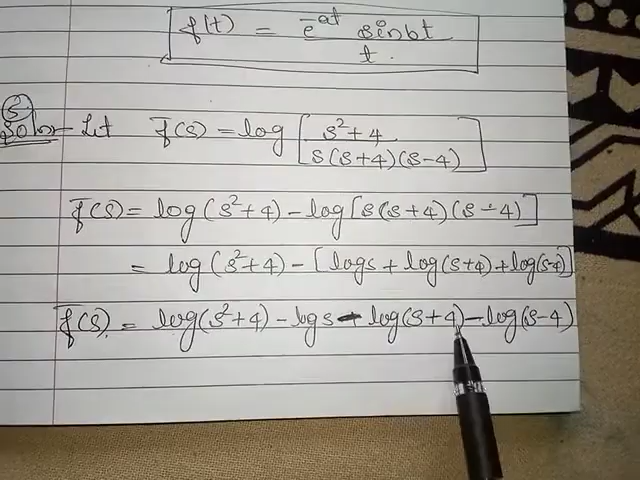 f(t) = e^-at sinbt / t.
5
Soln- Let f̄(s) = log [ s²+4 / s(s+4)(s-4) ]
f̄(s) = log(s²+4) - log[s(s+4)(s-4)]
= log(s²+4) - [logs + log(s+4) + log(s-4)]
f̄(s) = log(s²+4) - logs - log(s+4) - log(s-4)